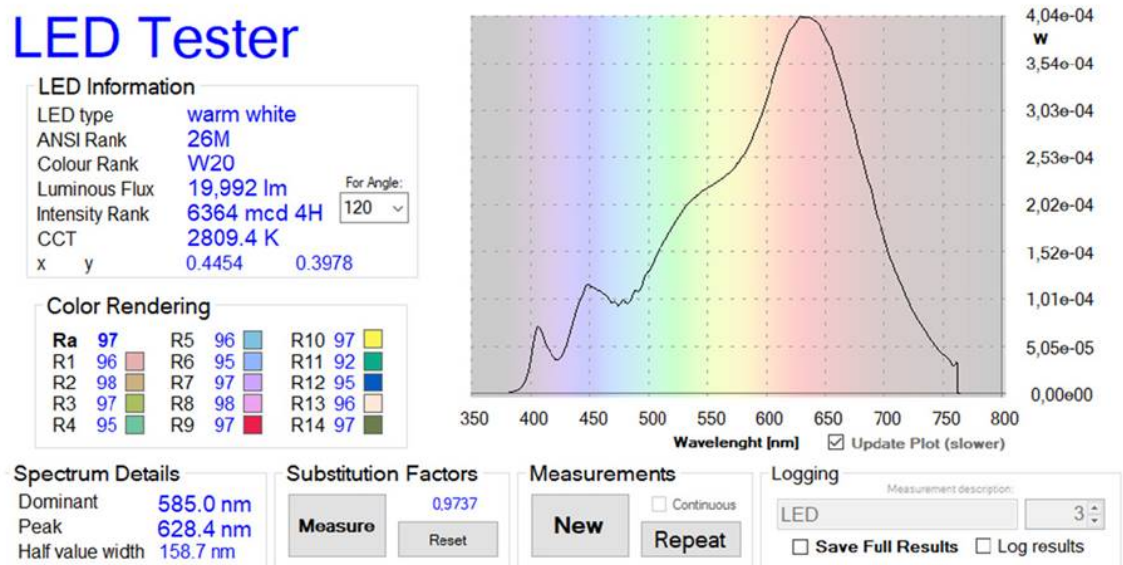 LED Tester
LED Information
LED type warm white
ANSI Rank 26M
Colour Rank W20
Luminous Flux 19,992 lm
For Angle:
Intensity Rank 6364 mcd 4H 120
CCT 2809.4 K
x y 0.4454 0.3978
Color Rendering
Ra 97 R5 96 R10 97
R1 96 R6 95 R11 92
R2 98 R7 97 R12 95
R3 97 R8 98 R13 96
R4 95 R9 97 R14 97
4,04e-04
W
3,54e-04
3,03e-04
2,53e-04
2,02e-04
1,52e-04
1,01e-04
5,05e-05
0,00e00
350 400 450 500 550 600 650 700 750 800
Wavelenght [nm] Update Plot (slower)
Spectrum Details
Dominant 585.0 nm
Peak 628.4 nm
Half value width 158.7 nm
Substitution Factors
Measure 0,9737
Reset
Measurements
New Continuous
Repeat
Logging
Measurement description:
LED 3
Save Full Results Log results